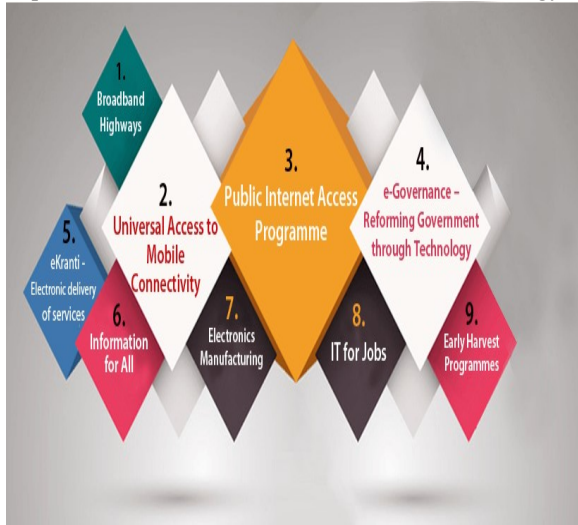 1.
Broadband
Highways
2.
Universal Access to
Mobile
Connectivity
3.
Public Internet Access
Programme
4.
e-Governance –
Reforming Government
through Technology
5.
eKranti -
Electronic delivery
of services
6.
Information
for All
7.
Electronics
Manufacturing
8.
IT for Jobs
9.
Early Harvest
Programmes